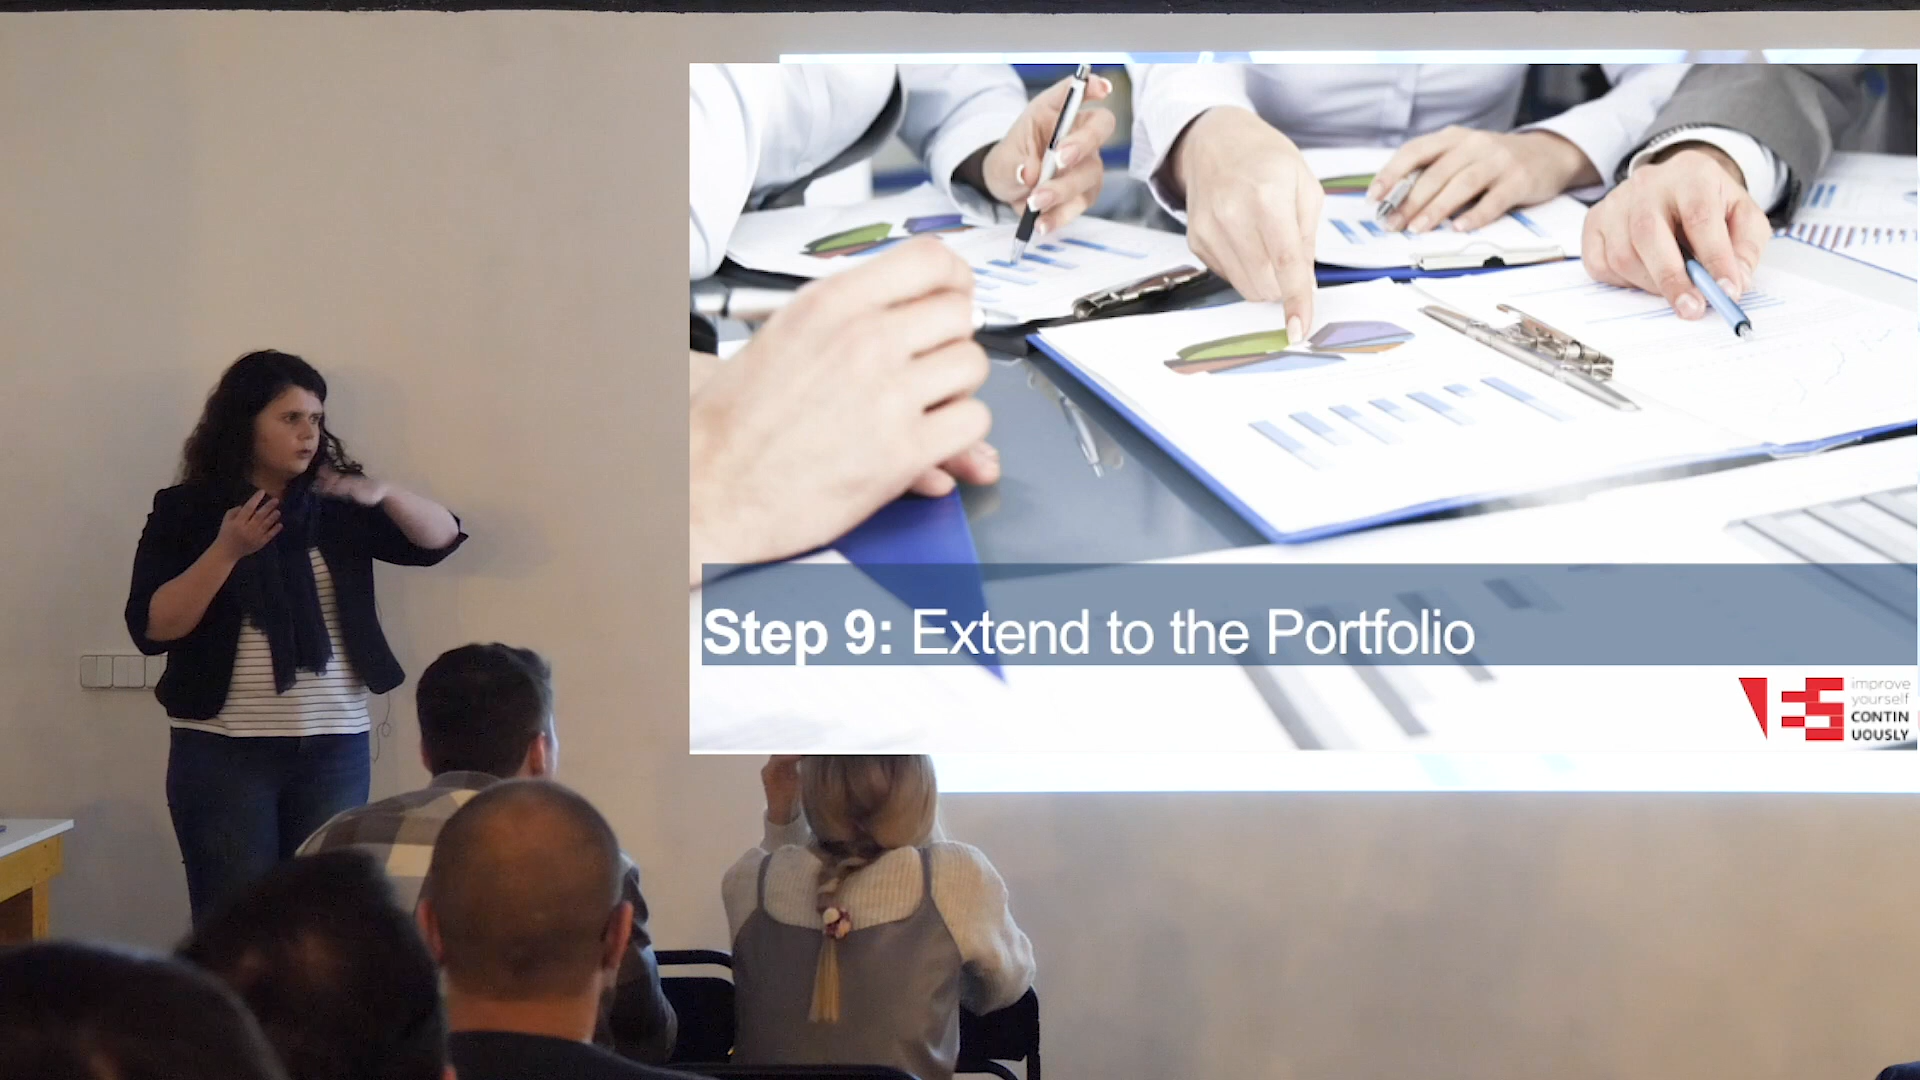 Step 9: Extend to the Portfolio
improve
yourself
CONTIN
UOUSLY